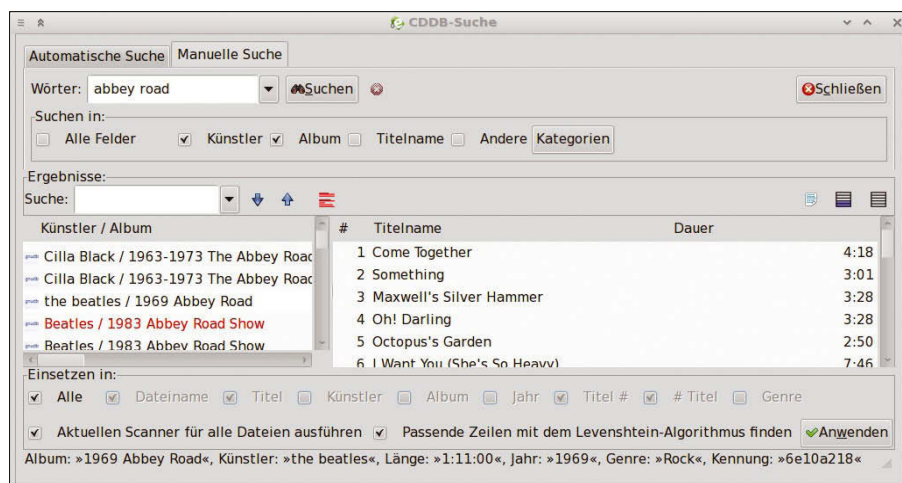 CDDB-Suche
Automatische Suche Manuelle Suche
Wörter: abbey road Suchen Schließen
Suchen in:
Alle Felder Künstler Album Titelname Andere Kategorien
Ergebnisse:
Suche:
Künstler / Album # Titelname Dauer
Cilla Black / 1963-1973 The Abbey Road 1 Come Together 4:18
Cilla Black / 1963-1973 The Abbey Road 2 Something 3:01
the beatles / 1969 Abbey Road 3 Maxwell's Silver Hammer 3:28
Beatles / 1983 Abbey Road Show 4 Oh! Darling 3:28
Beatles / 1983 Abbey Road Show 5 Octopus's Garden 2:50
6 I Want You (She's So Heavy) 7:46
Einsetzen in:
Alle Dateiname Titel Künstler Album Jahr Titel # # Titel Genre
Aktuellen Scanner für alle Dateien ausführen Passende Zeilen mit dem Levenshtein-Algorithmus finden Anwenden
Album: »1969 Abbey Road«, Künstler: »the beatles«, Länge: »1:11:00«, Jahr: »1969«, Genre: »Rock«, Kennung: »6e10a218«